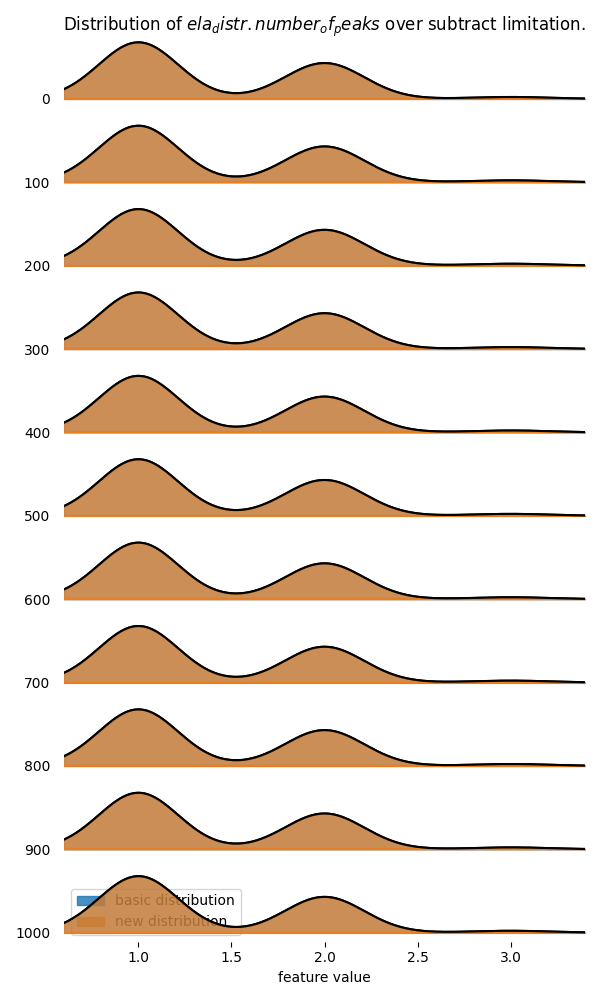 Distribution of ela_distr.number_of_peaks over subtract limitation.
0
100
200
300
400
500
600
700
800
900
basic distribution
new distribution
1000
1.0 1.5 2.0 2.5 3.0
feature value